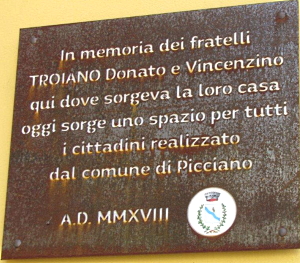 In memoria dei fratelli
TROIANO Donato e Vincenzino
qui dove sorgeva la loro casa
oggi sorge uno spazio per tutti
i cittadini realizzato
dal comune di Picciano
A.D. MMXVIII